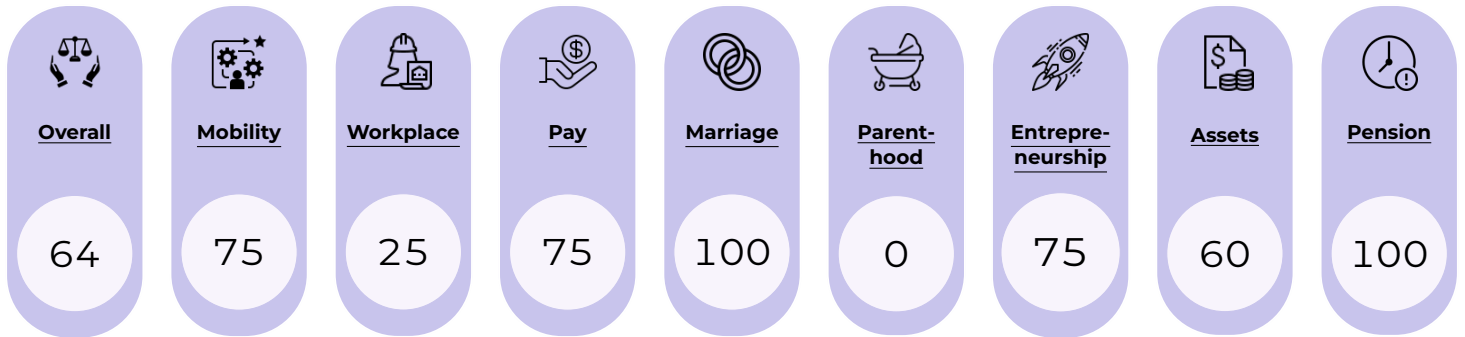 Overall
64
Mobility
75
Workplace
25
Pay
75
Marriage
100
Parent-
hood
0
Entrepre-
neurship
75
Assets
60
Pension
100